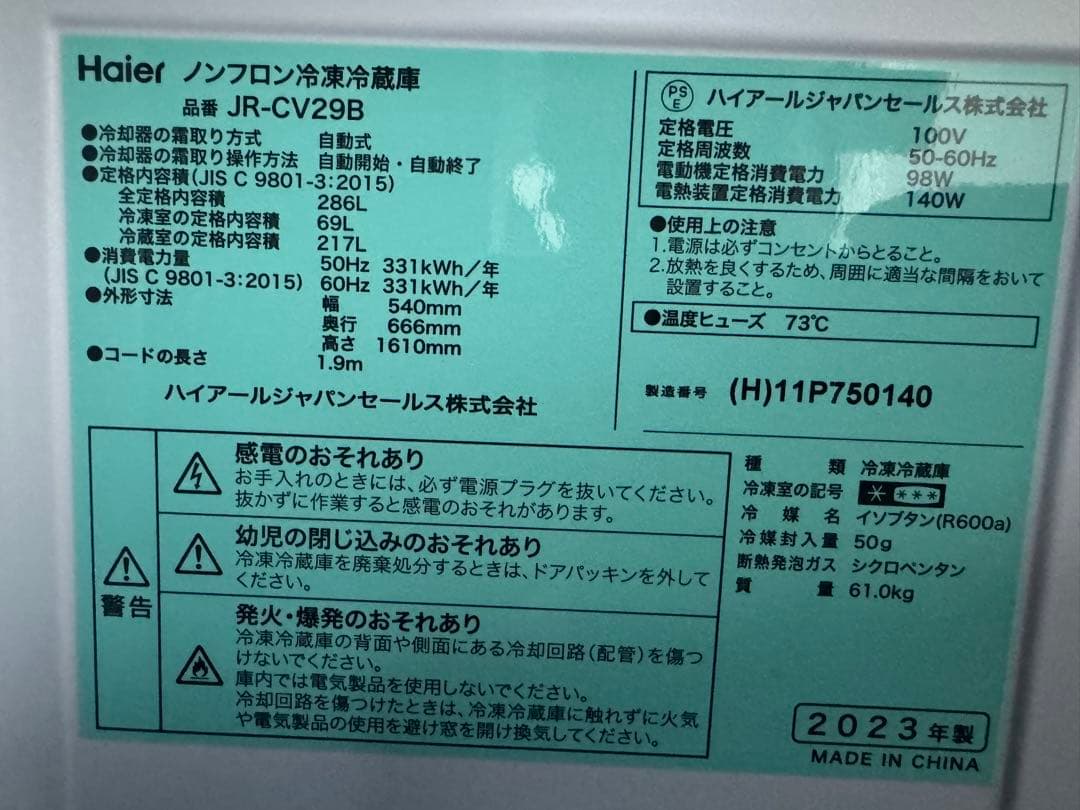 Haier ノンフロン冷凍冷蔵庫
品番 JR-CV29B
●冷却器の霜取り方式 自動式
●冷却器の霜取り操作方法 自動開始・自動終了
●定格内容積(JIS C 9801-3:2015)
全定格内容積 286L
冷凍室の定格内容積 69L
冷蔵室の定格内容積 217L
●消費電力量 50Hz 331kWh/年
(JIS C 9801-3:2015) 60Hz 331kWh/年
●外形寸法 幅 540mm
奥行 666mm
高さ 1610mm
●コードの長さ 1.9m
ハイアールジャパンセールス株式会社
PSE ハイアールジャパンセールス株式会社
定格電圧 100V
定格周波数 50-60Hz
電動機定格消費電力 98W
電熱装置定格消費電力 140W
●使用上の注意
1.電源は必ずコンセントからとること。
2.放熱を良くするため、周囲に適当な間隔をおいて
設置すること。
●温度ヒューズ 73℃
製造番号 (H)11P750140
警告
感電のおそれあり
お手入れのときには、必ず電源プラグを抜いてください。
抜かずに作業すると感電のおそれがあります。
幼児の閉じ込みのおそれあり
冷凍冷蔵庫を廃棄処分するときは、ドアパッキンを外して
ください。
発火・爆発のおそれあり
冷凍冷蔵庫の背面や側面にある冷却回路(配管)を傷つ
けないでください。
庫内では電気製品を使用しないでください。
冷却回路を傷つけたときは、冷凍冷蔵庫に触れずに火気
や電気製品の使用を避け窓を開け換気してください。
種類 冷凍冷蔵庫
冷凍室の記号 * ***
冷媒名 イソブタン(R600a)
冷媒封入量 50g
断熱発泡ガス シクロペンタン
質量 61.0kg
2023年製
MADE IN CHINA